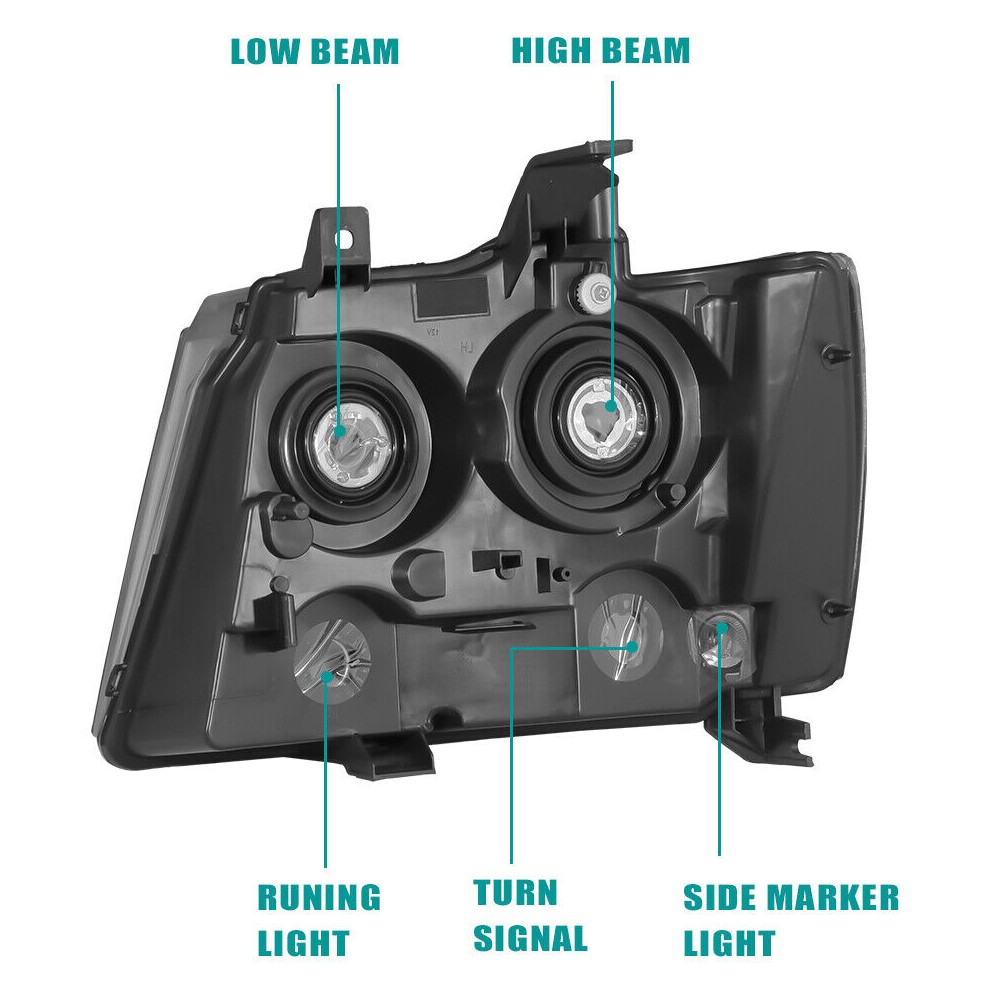 LOW BEAM
HIGH BEAM
RUNING
LIGHT
TURN
SIGNAL
SIDE MARKER
LIGHT